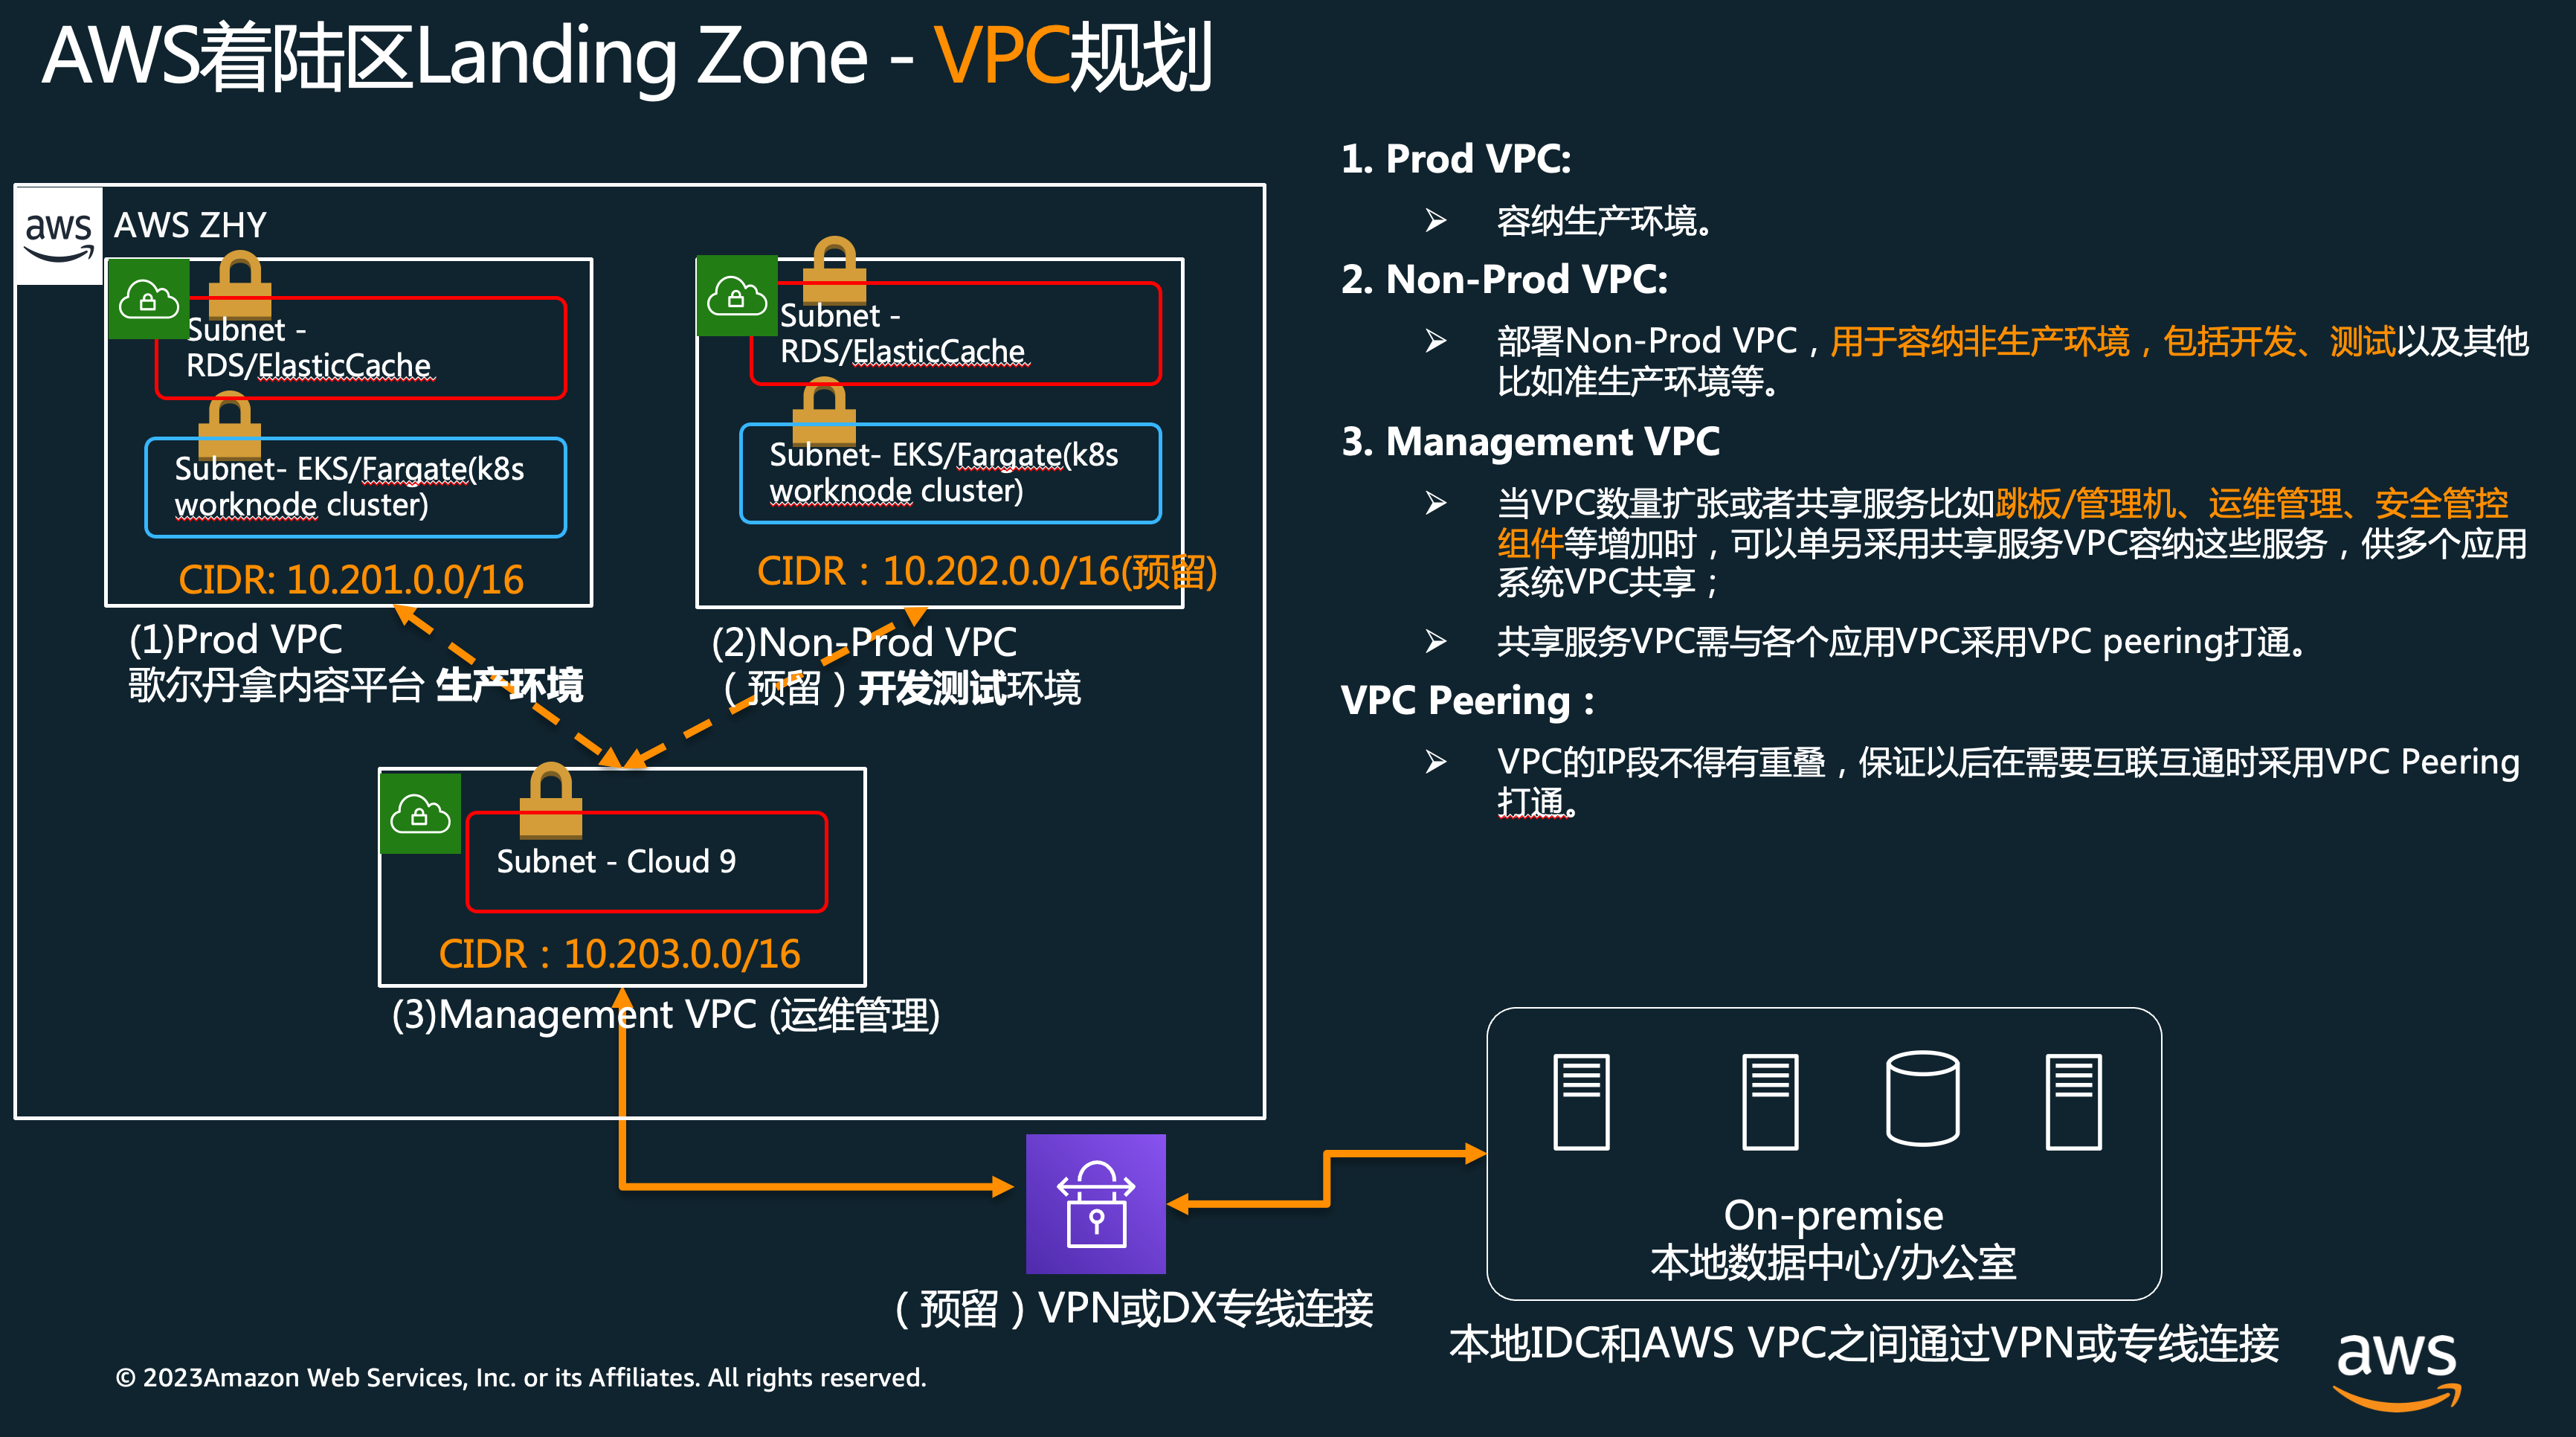 AWS着陆区Landing Zone - VPC规划
aws
AWS ZHY
Subnet -
RDS/ElasticCache
Subnet- EKS/Fargate(k8s
worknode cluster)
CIDR: 10.201.0.0/16
(1)Prod VPC
歌尔丹拿内容平台 生产环境
Subnet -
RDS/ElasticCache
Subnet- EKS/Fargate(k8s
worknode cluster)
CIDR：10.202.0.0/16(预留)
(2)Non-Prod VPC
（预留）开发测试环境
Subnet - Cloud 9
CIDR：10.203.0.0/16
(3)Management VPC (运维管理)
1. Prod VPC:
➢ 容纳生产环境。
2. Non-Prod VPC:
➢ 部署Non-Prod VPC，用于容纳非生产环境，包括开发、测试以及其他
比如准生产环境等。
3. Management VPC
➢ 当VPC数量扩张或者共享服务比如跳板/管理机、运维管理、安全管控
组件等增加时，可以单另采用共享服务VPC容纳这些服务，供多个应用
系统VPC共享；
➢ 共享服务VPC需与各个应用VPC采用VPC peering打通。
VPC Peering：
➢ VPC的IP段不得有重叠，保证以后在需要互联互通时采用VPC Peering
打通。
On-premise
本地数据中心/办公室
（预留）VPN或DX专线连接
本地IDC和AWS VPC之间通过VPN或专线连接
© 2023Amazon Web Services, Inc. or its Affiliates. All rights reserved.
aws